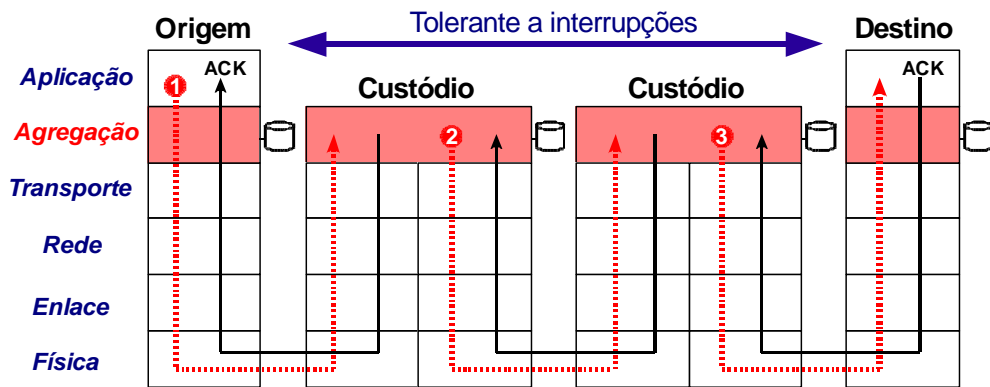 Tolerante a interrupções
Origem
Destino
Aplicação
1
ACK
Custódio
Custódio
ACK
Agregação
2
3
Transporte
Rede
Enlace
Física